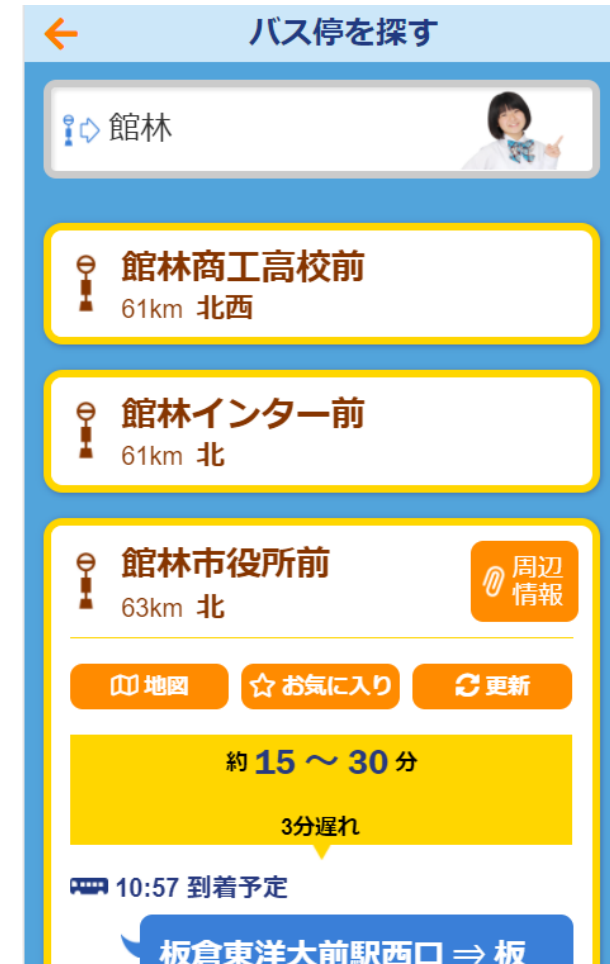 バス停を探す
館林
館林商工高校前
61km 北西
館林インター前
61km 北
館林市役所前
63km 北
周辺
情報
地図
お気に入り
更新
約 15 ～ 30 分
3分遅れ
10:57 到着予定
板倉東洋大前駅西口 ⇒ 板